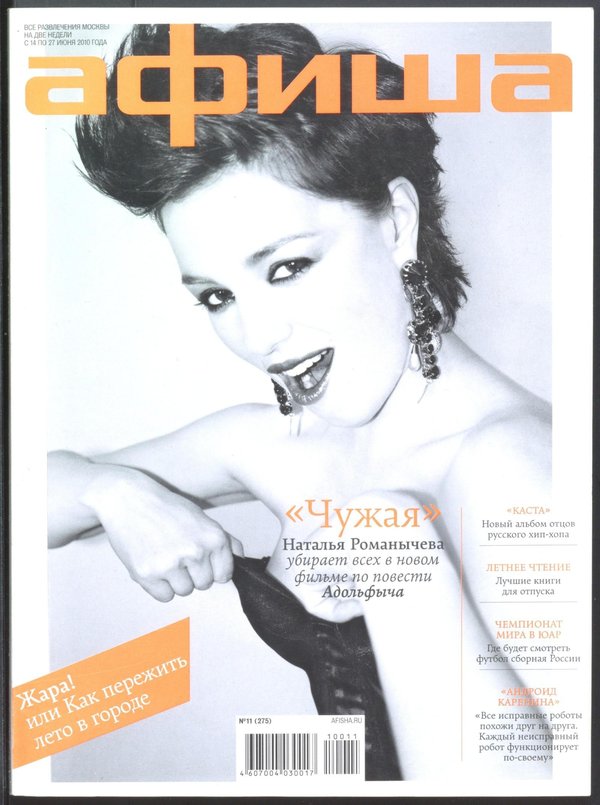 ВСЕ РАЗВЛЕЧЕНИЯ МОСКВЫ
НА ДВЕ НЕДЕЛИ
С 14 ПО 27 ИЮНЯ 2010 ГОДА
афиша
«Чужая»
Наталья Романычева
убирает всех в новом
фильме по повести
Адольфыча
«КАСТА»
Новый альбом отцов
русского хип-хопа
ЛЕТНЕЕ ЧТЕНИЕ
Лучшие книги
для отпуска
ЧЕМПИОНАТ
МИРА В ЮАР
Где будет смотреть
футбол сборная России
«АНДРОИД
КАРЕНИНА»
«Все исправные роботы
похожи друг на друга.
Каждый неисправный
робот функционирует
по-своему»
Жара!
или Как пережить
лето в городе
№11 (275)
AFISHA.RU
10011
4 607004 030017